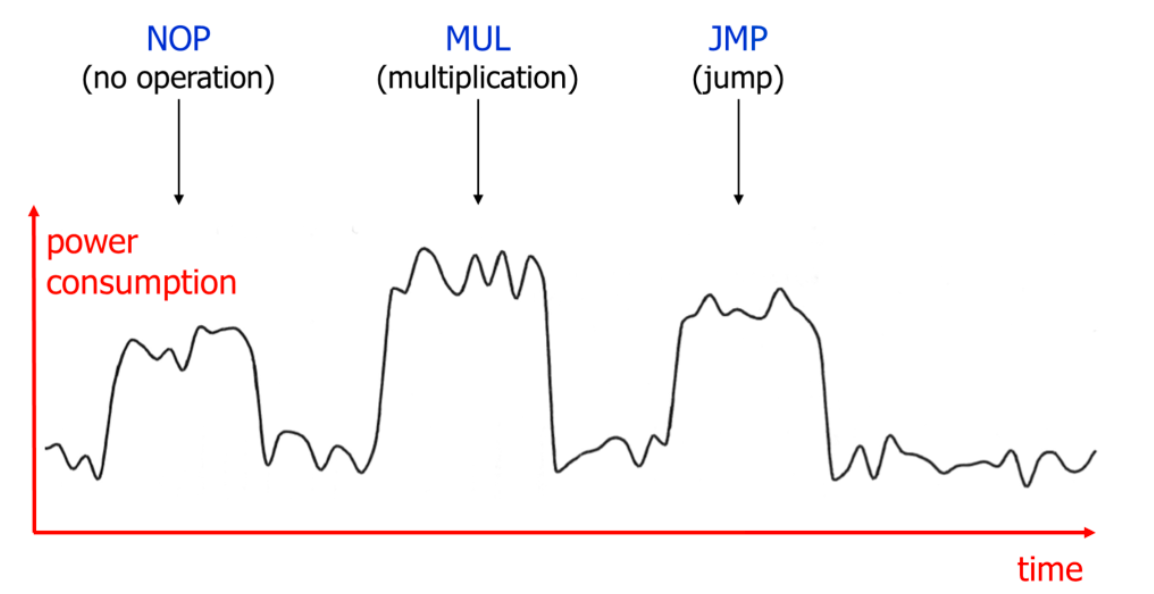 NOP
(no operation)
MUL
(multiplication)
JMP
(jump)
power
consumption
time